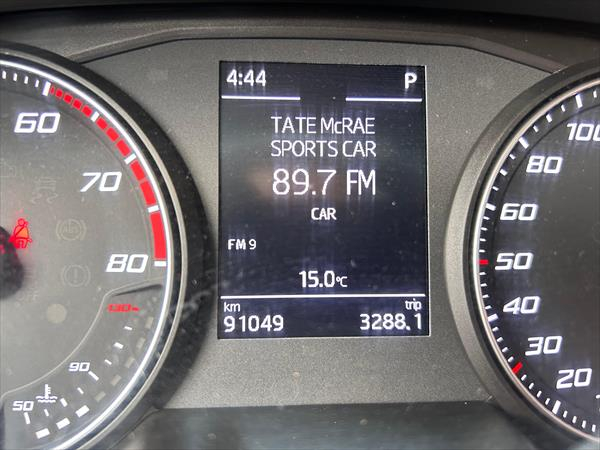 4:44 P
TATE McRAE
SPORTS CAR
89.7 FM
CAR
FM 9
15.0°C
km trip
91049 3288.1
60
70
80
130
90
50
100
80
60
50
40
30
20